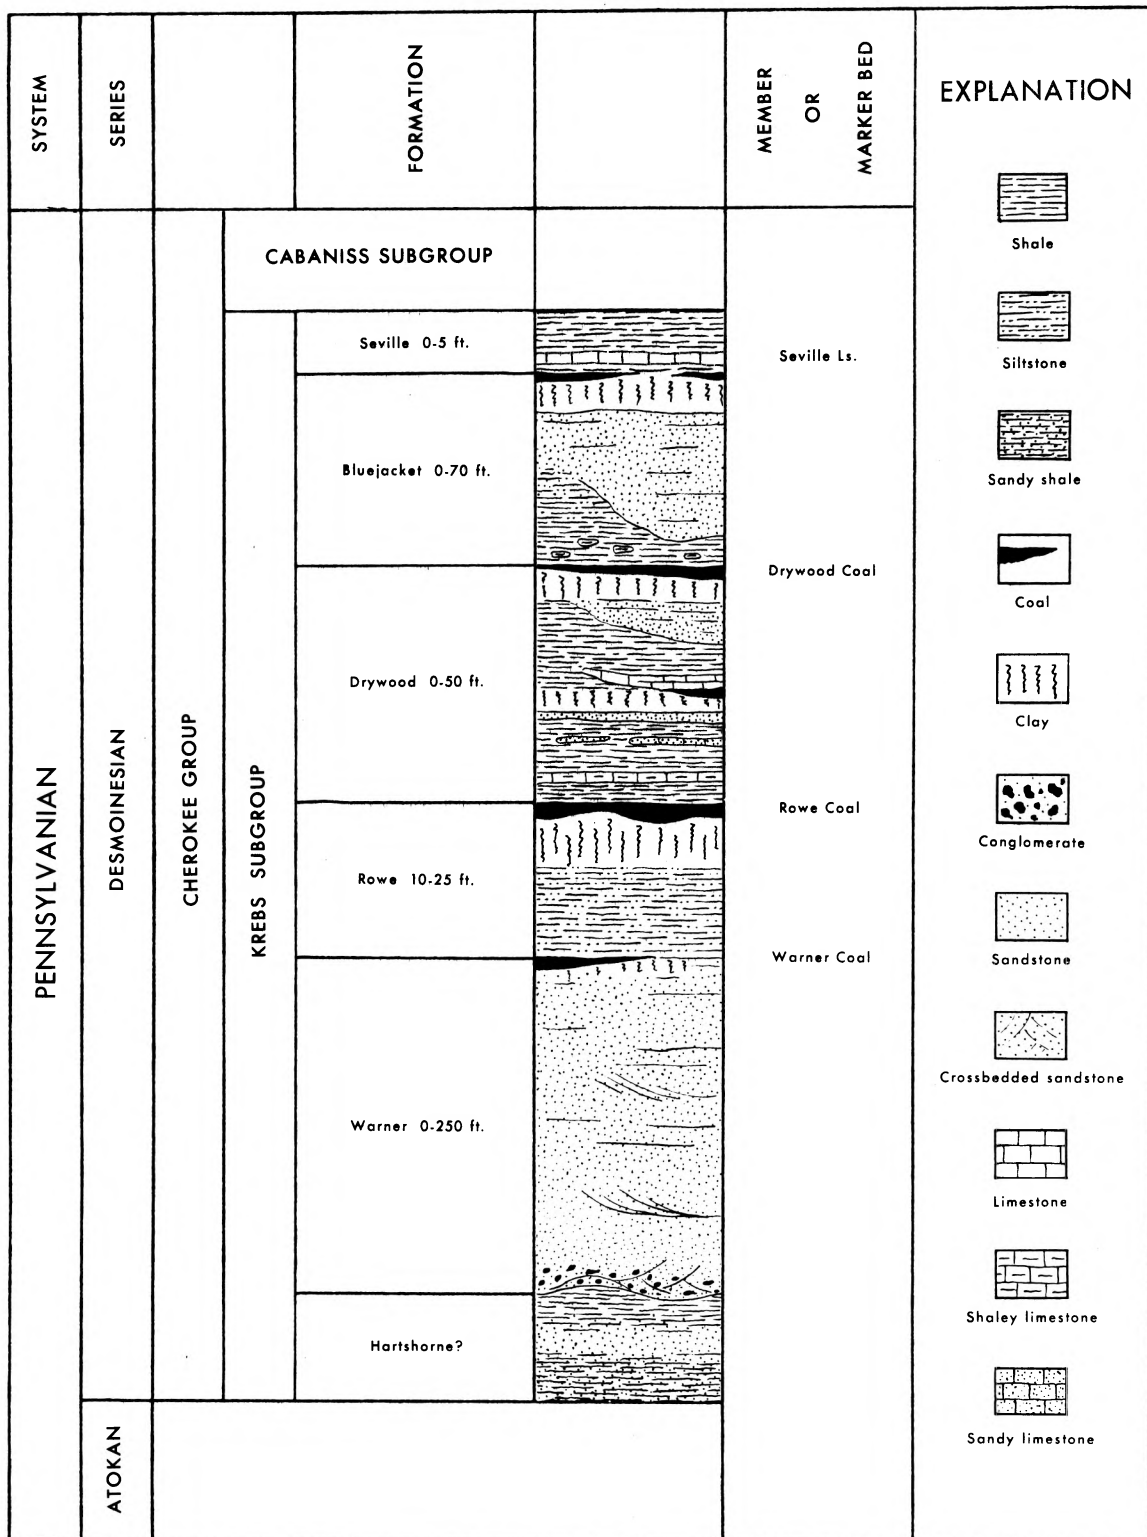 SYSTEM
SERIES
FORMATION
MEMBER
OR
MARKER BED
EXPLANATION
PENNSYLVANIAN
DESMOINESIAN
ATOKAN
CHEROKEE GROUP
CABANISS SUBGROUP
KREBS SUBGROUP
Seville 0-5 ft.
Bluejacket 0-70 ft.
Drywood 0-50 ft.
Rowe 10-25 ft.
Warner 0-250 ft.
Hartshorne?
Seville Ls.
Drywood Coal
Rowe Coal
Warner Coal
Shale
Siltstone
Sandy shale
Coal
Clay
Conglomerate
Sandstone
Crossbedded sandstone
Limestone
Shaley limestone
Sandy limestone